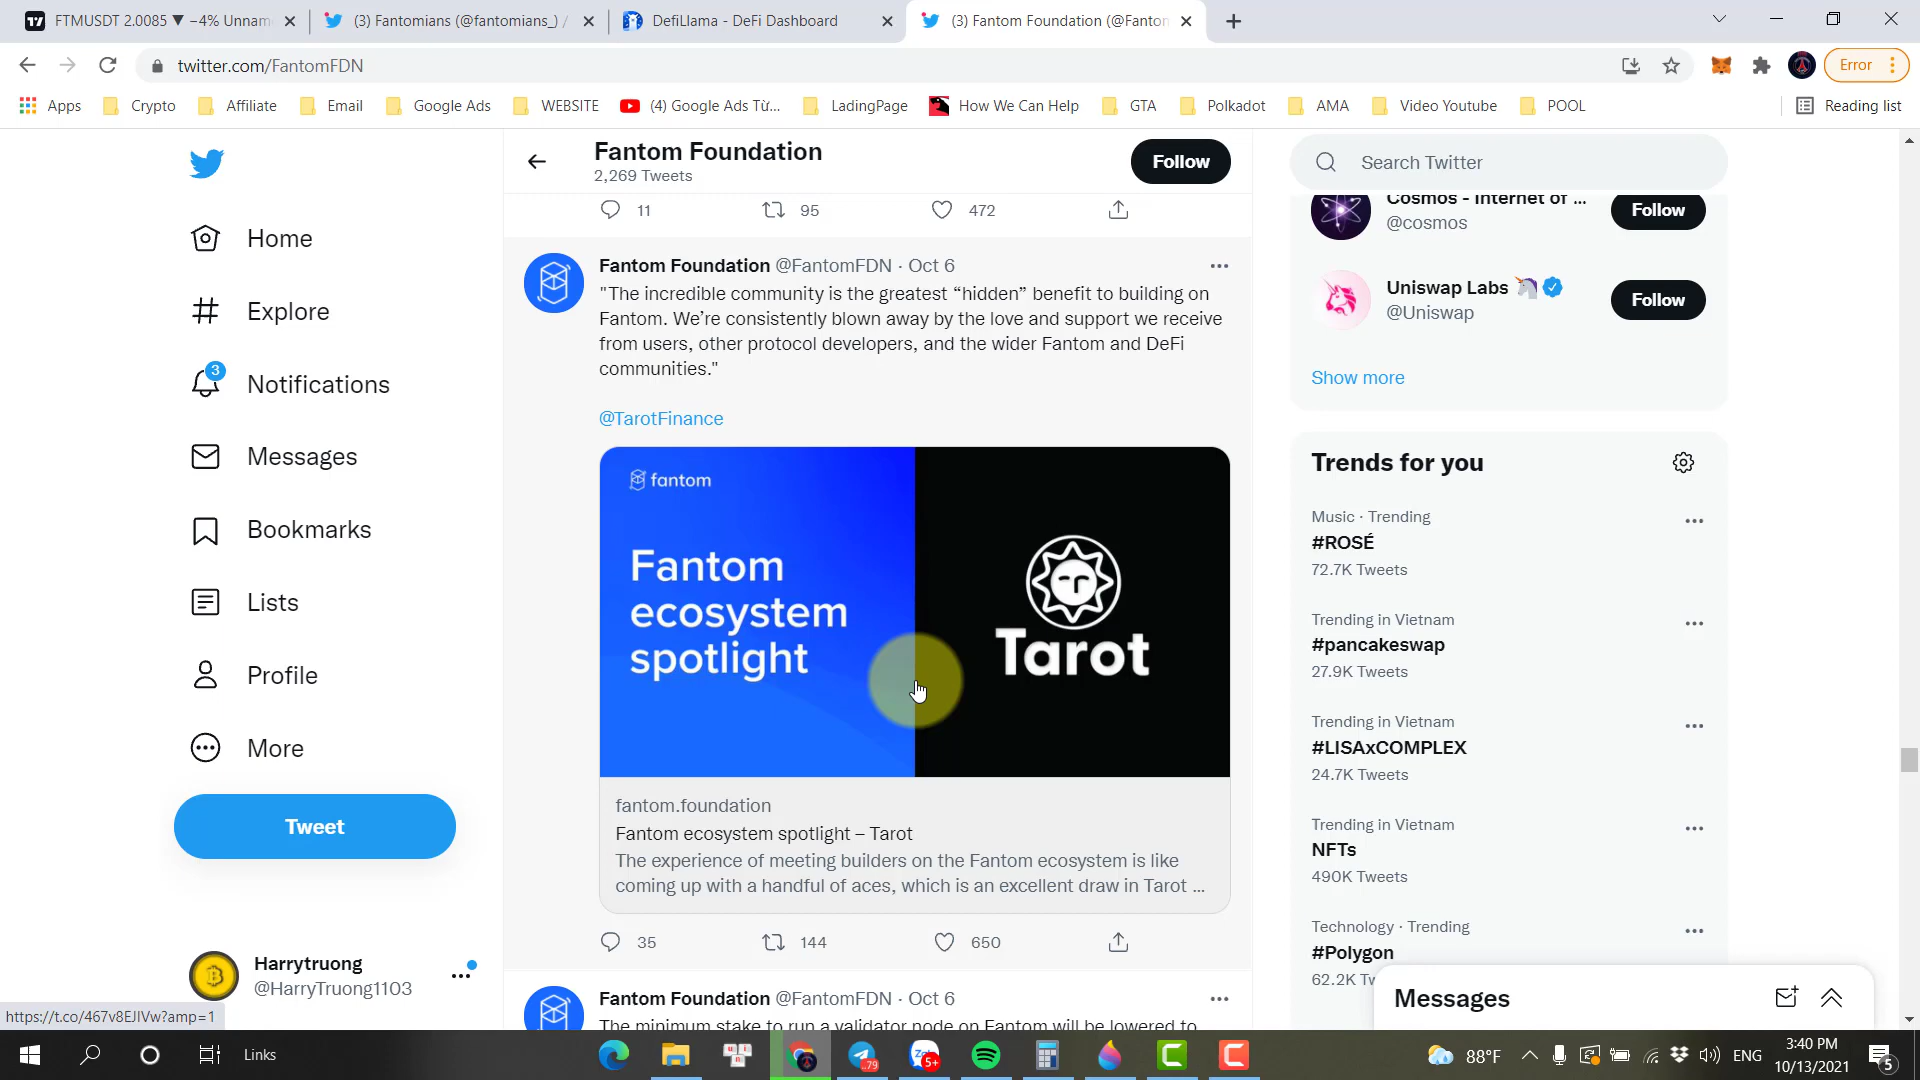 FTMUSDT 2.0085 ▼ −4% Unnam
(3) Fantomians (@fantomians_) /
DefiLlama - DeFi Dashboard
(3) Fantom Foundation (@Fantom
twitter.com/FantomFDN
Error
Apps
Crypto
Affiliate
Email
Google Ads
WEBSITE
(4) Google Ads Từ...
LadingPage
How We Can Help
GTA
Polkadot
AMA
Video Youtube
POOL
Reading list
Home
Explore
3
Notifications
Messages
Bookmarks
Lists
Profile
More
Tweet
Harrytruong
@HarryTruong1103
https://t.co/467v8EJIVw?amp=1
Fantom Foundation
2,269 Tweets
Follow
11
95
472
Fantom Foundation @FantomFDN · Oct 6
"The incredible community is the greatest “hidden” benefit to building on
Fantom. We’re consistently blown away by the love and support we receive
from users, other protocol developers, and the wider Fantom and DeFi
communities."
@TarotFinance
fantom
Fantom
ecosystem
spotlight
Tarot
fantom.foundation
Fantom ecosystem spotlight – Tarot
The experience of meeting builders on the Fantom ecosystem is like
coming up with a handful of aces, which is an excellent draw in Tarot ...
35
144
650
Fantom Foundation @FantomFDN · Oct 6
The minimum stake to run a validator node on Fantom will be lowered to
Search Twitter
Cosmos - Internet of ...
@cosmos
Follow
Uniswap Labs
@Uniswap
Follow
Show more
Trends for you
Music · Trending
#ROSÉ
72.7K Tweets
Trending in Vietnam
#pancakeswap
27.9K Tweets
Trending in Vietnam
#LISAxCOMPLEX
24.7K Tweets
Trending in Vietnam
NFTs
490K Tweets
Technology · Trending
#Polygon
62.2K Tw
Messages
Links
79
5+
88°F
ENG
3:40 PM
10/13/2021
5